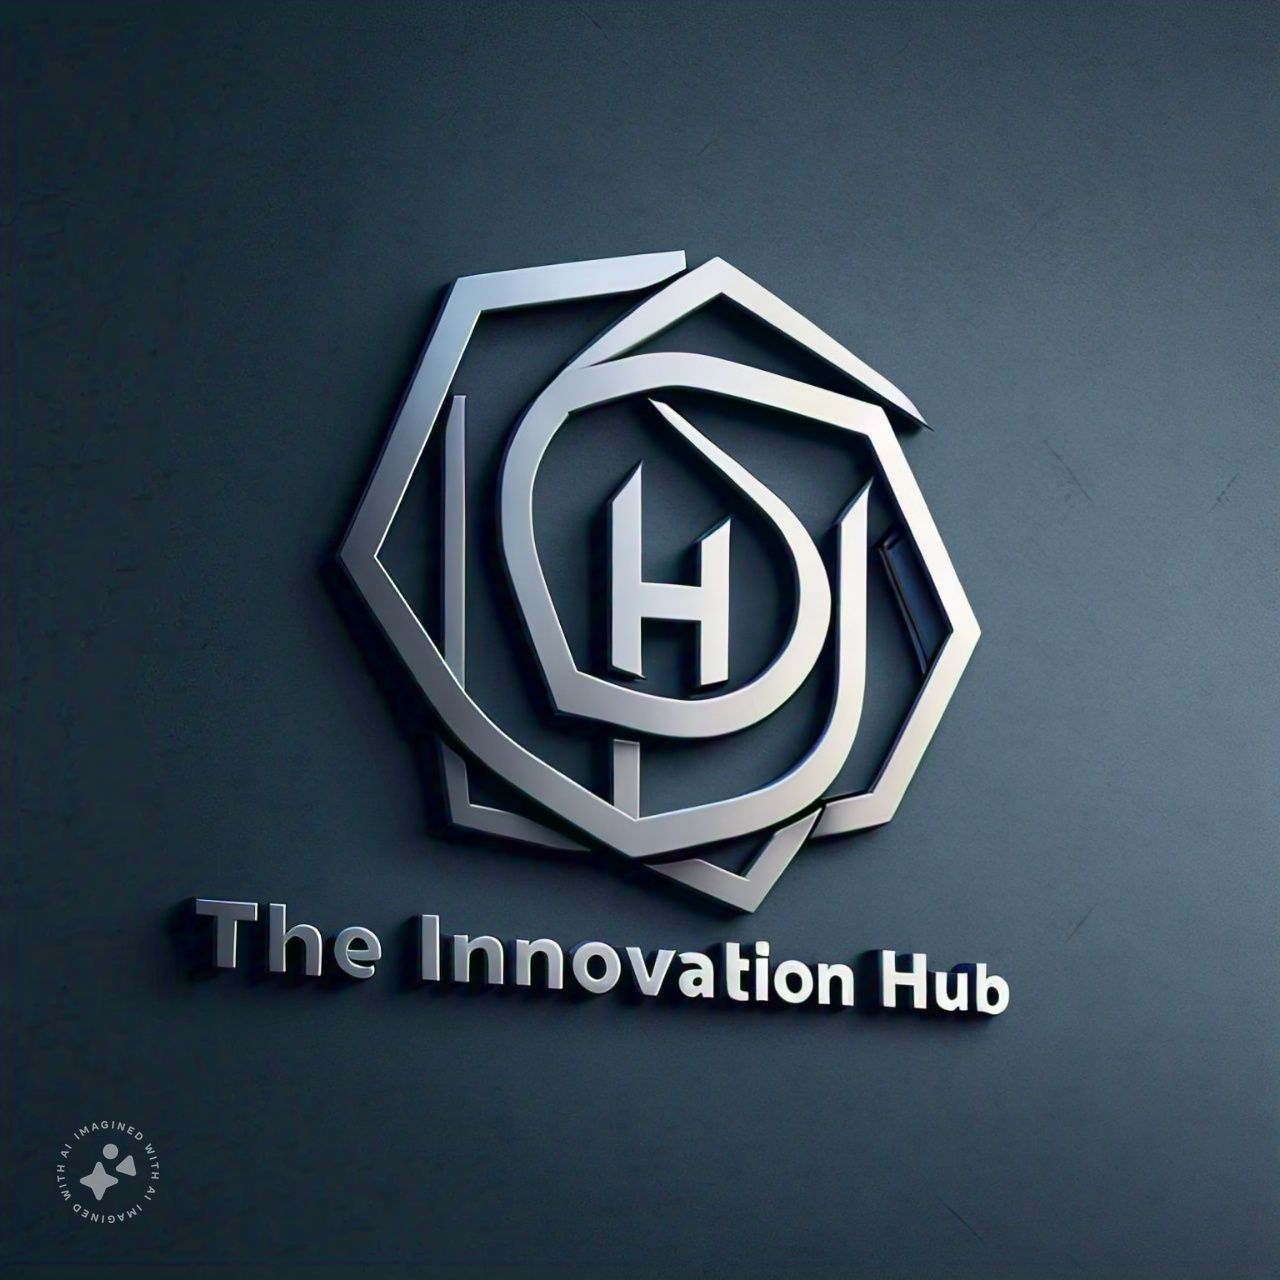 H
The Innovation Hub
IMAGINED WITH AI IMAGINED WITH AI